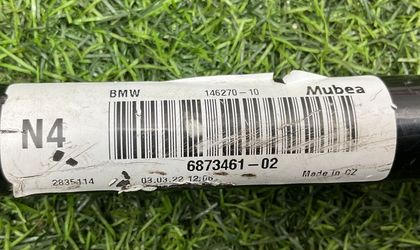 BMW 146270-10 Mubea
N4
6873461-02
2835114 03.03.22 12:06 Made in CZ